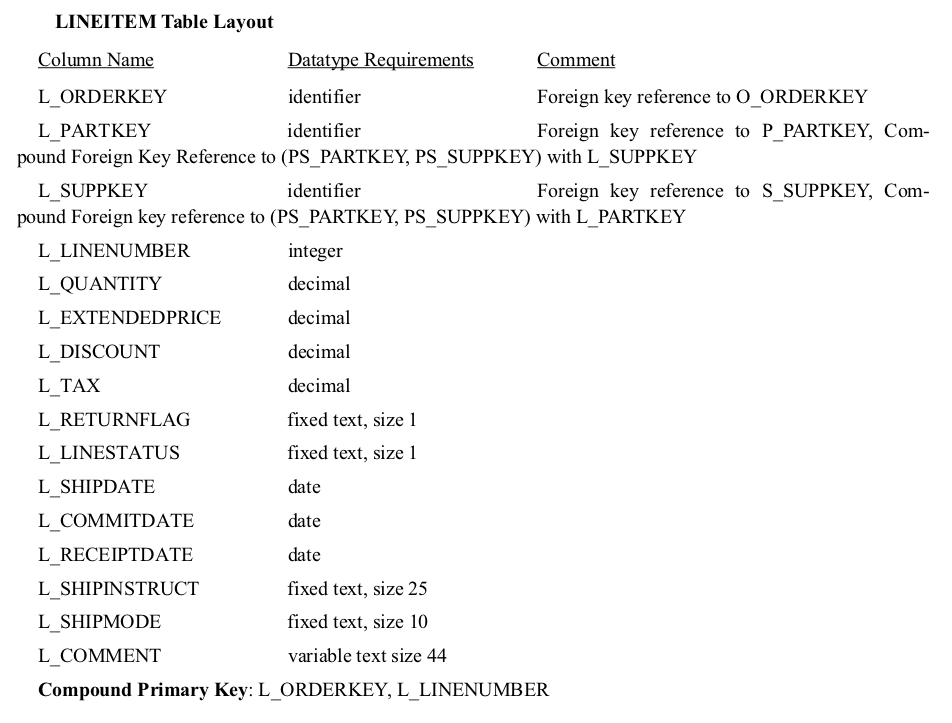 LINEITEM Table Layout
Column Name Datatype Requirements Comment
L_ORDERKEY identifier Foreign key reference to O_ORDERKEY
L_PARTKEY identifier Foreign key reference to P_PARTKEY, Com-
pound Foreign Key Reference to (PS_PARTKEY, PS_SUPPKEY) with L_SUPPKEY
L_SUPPKEY identifier Foreign key reference to S_SUPPKEY, Com-
pound Foreign key reference to (PS_PARTKEY, PS_SUPPKEY) with L_PARTKEY
L_LINENUMBER integer
L_QUANTITY decimal
L_EXTENDEDPRICE decimal
L_DISCOUNT decimal
L_TAX decimal
L_RETURNFLAG fixed text, size 1
L_LINESTATUS fixed text, size 1
L_SHIPDATE date
L_COMMITDATE date
L_RECEIPTDATE date
L_SHIPINSTRUCT fixed text, size 25
L_SHIPMODE fixed text, size 10
L_COMMENT variable text size 44
Compound Primary Key: L_ORDERKEY, L_LINENUMBER